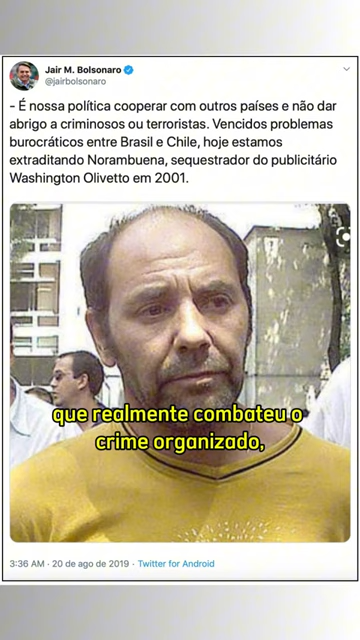 Jair M. Bolsonaro
@jairbolsonaro
- É nossa política cooperar com outros países e não dar
abrigo a criminosos ou terroristas. Vencidos problemas
burocráticos entre Brasil e Chile, hoje estamos
extraditando Norambuena, sequestrador do publicitário
Washington Olivetto em 2001.
que realmente combateu o
crime organizado,
3:36 AM · 20 de ago de 2019 · Twitter for Android